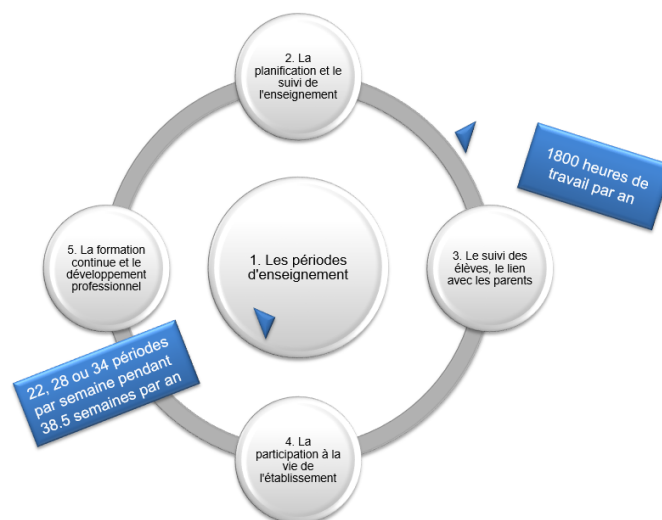 2. La
planification et le
suivi de
l'enseignement
1800 heures de
travail par an
5. La formation
continue et le
développement
professionnel
1. Les périodes
d'enseignement
3. Le suivi des
élèves, le lien
avec les parents
22, 28 ou 34 périodes
par semaine pendant
38.5 semaines par an
4. La
participation à la
vie de
l'établissement